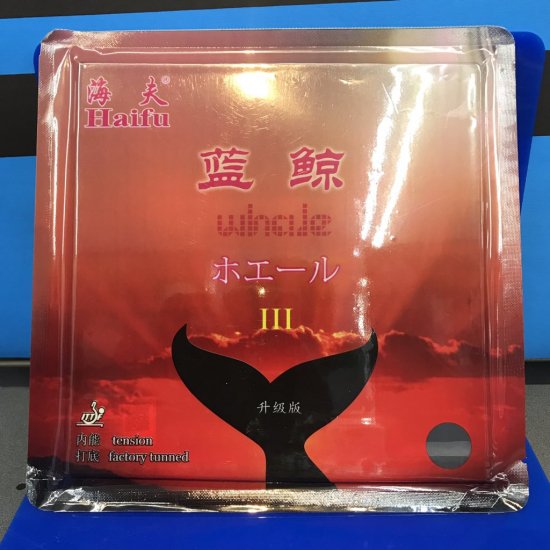 海夫®
Haifu
蓝鲸
whale
ホエール
III
升级版
ITTF
内能 tension
打底 factory tunned